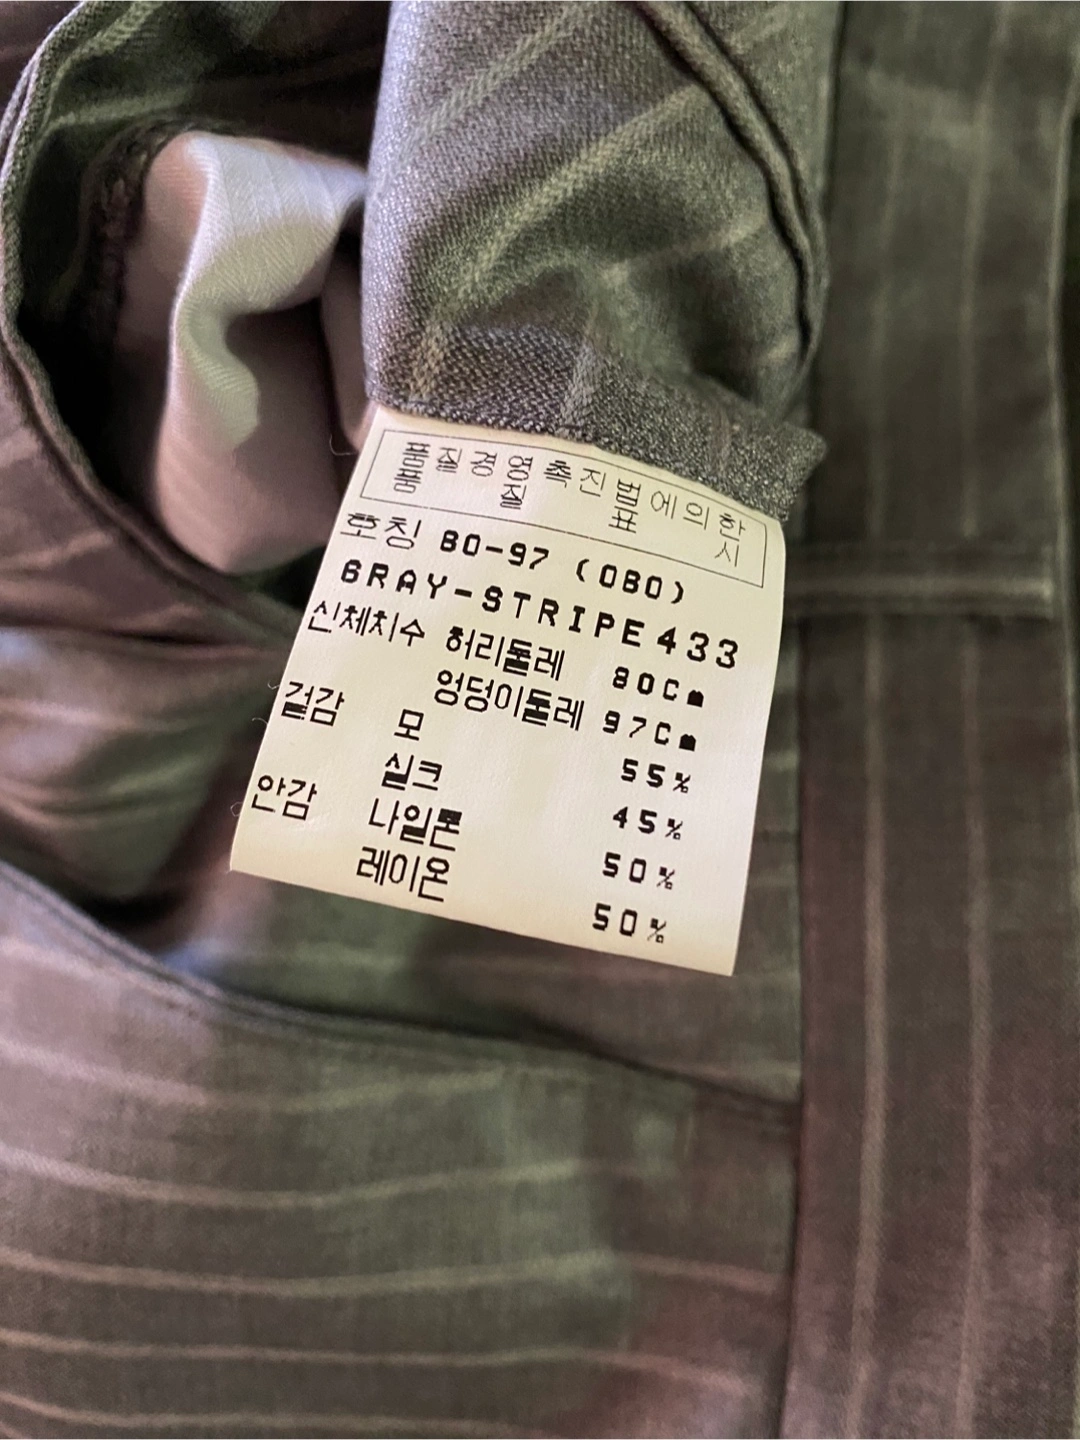 품질경영촉진법에의한
품질표시
호칭 80-97 (080)
GRAY-STRIPE433
신체치수 허리둘레 80Cm
엉덩이둘레 97Cm
겉감 모 55%
실크 45%
안감 나일론 50%
레이온 50%